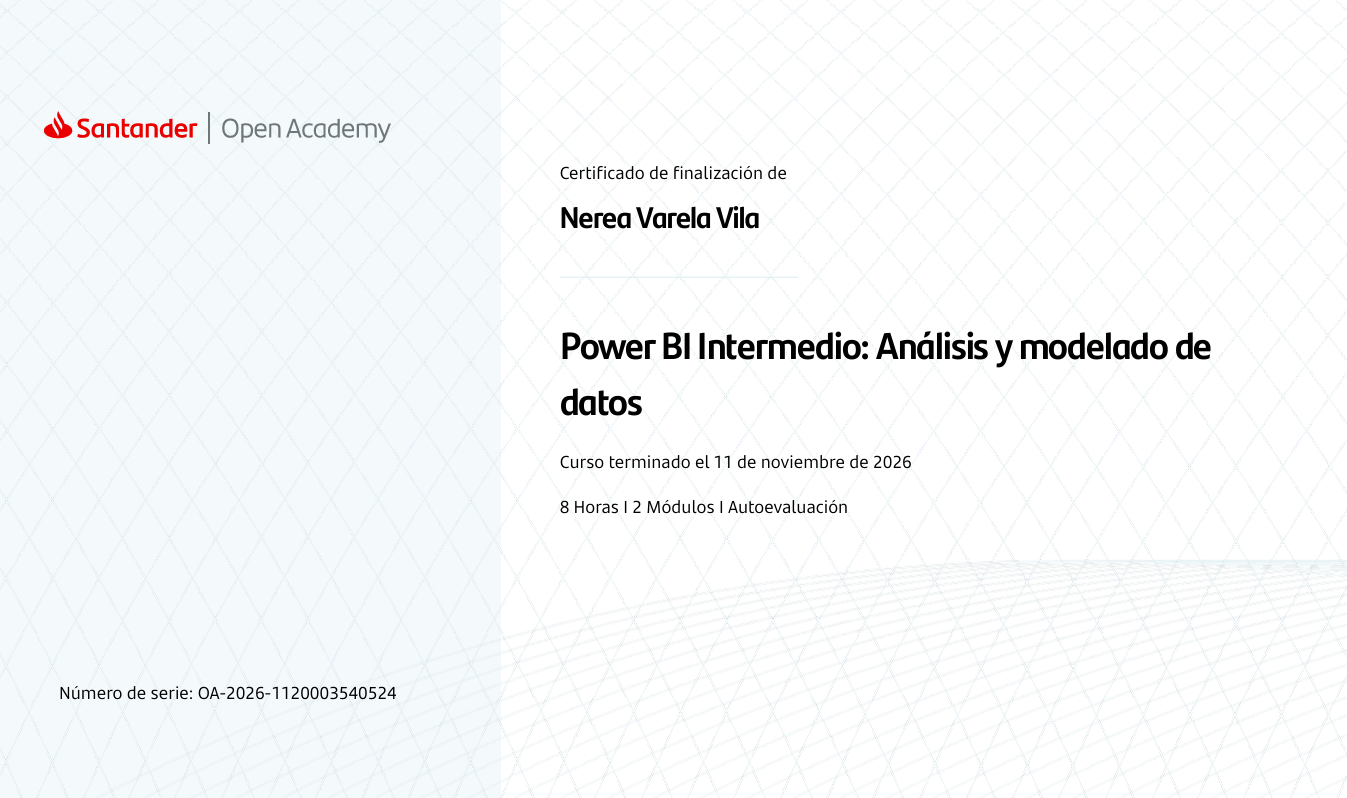 Santander | Open Academy
Certificado de finalización de
Nerea Varela Vila
Power BI Intermedio: Análisis y modelado de
datos
Curso terminado el 11 de noviembre de 2026
8 Horas I 2 Módulos I Autoevaluación
Número de serie: OA-2026-1120003540524